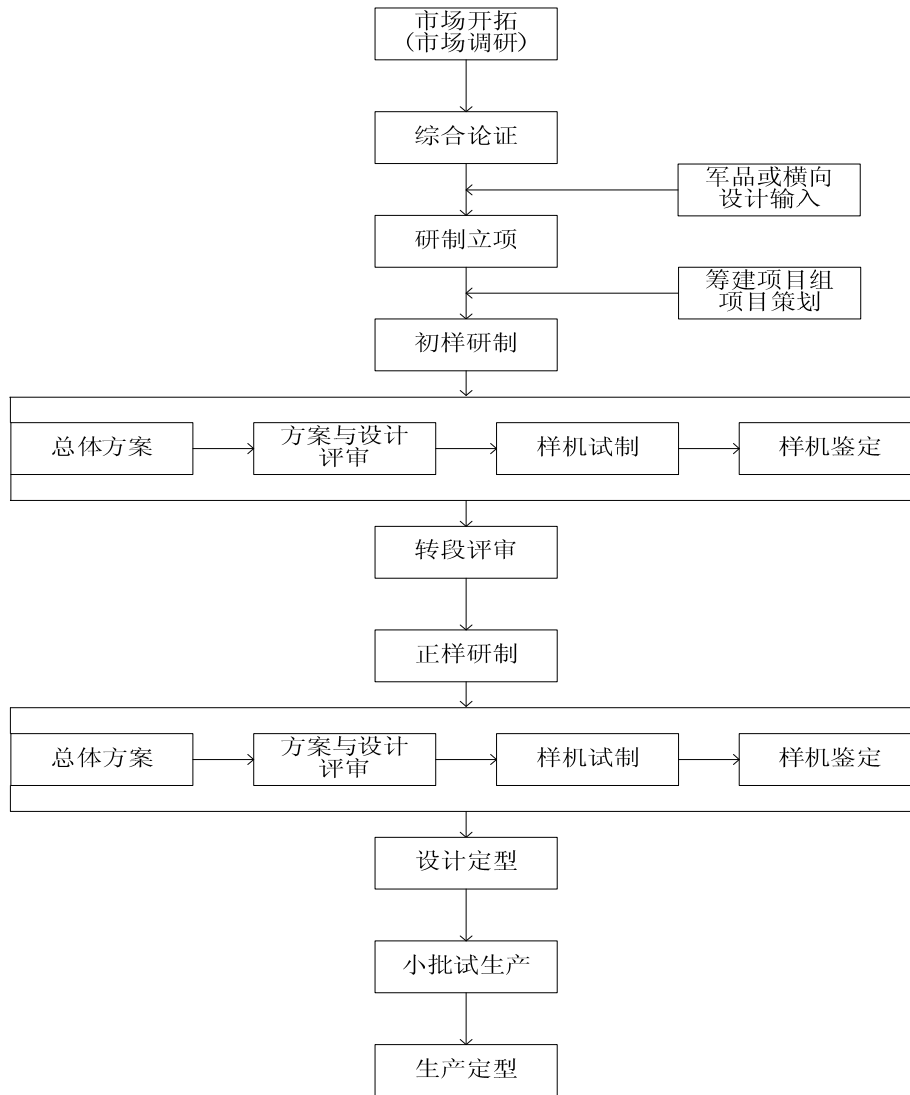 市场开拓
(市场调研)
综合论证
军品或横向
设计输入
研制立项
筹建项目组
项目策划
初样研制
总体方案
方案与设计
评审
样机试制
样机鉴定
转段评审
正样研制
总体方案
方案与设计
评审
样机试制
样机鉴定
设计定型
小批试生产
生产定型